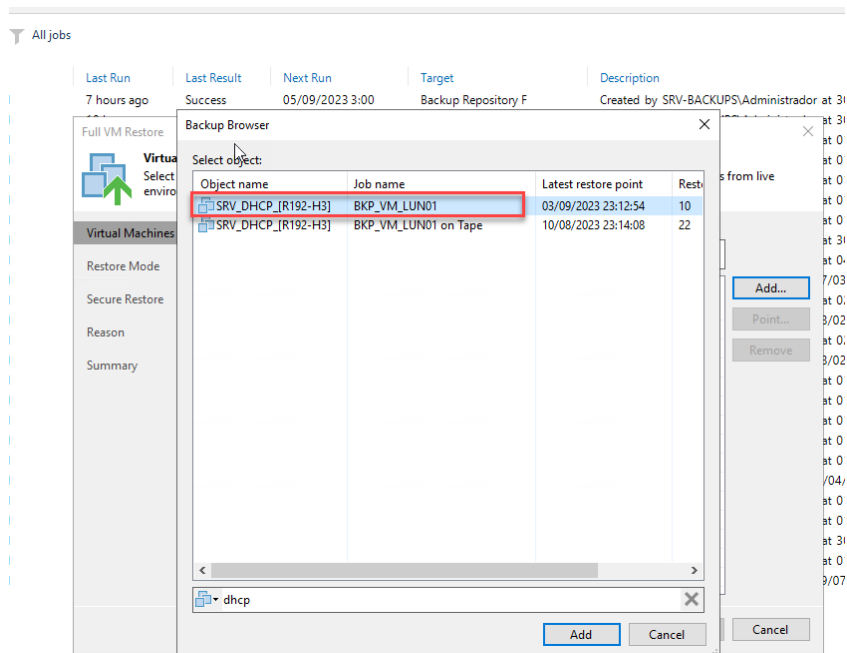 All jobs
Last Run Last Result Next Run Target Description
7 hours ago Success 05/09/2023 3:00 Backup Repository F Created by SRV-BACKUPS\Administrador at 30
Full VM Restore
Backup Browser
at 30
Virtua
Select
enviro
s from live
Select object:
Object name Job name Latest restore point Resto
SRV_DHCP_[R192-H3] BKP_VM_LUN01 03/09/2023 23:12:54 10
SRV_DHCP_[R192-H3] BKP_VM_LUN01 on Tape 10/08/2023 23:14:08 22
Virtual Machines
Restore Mode
Secure Restore
Reason
Summary
Add...
Point...
Remove
dhcp
Add Cancel
Cancel